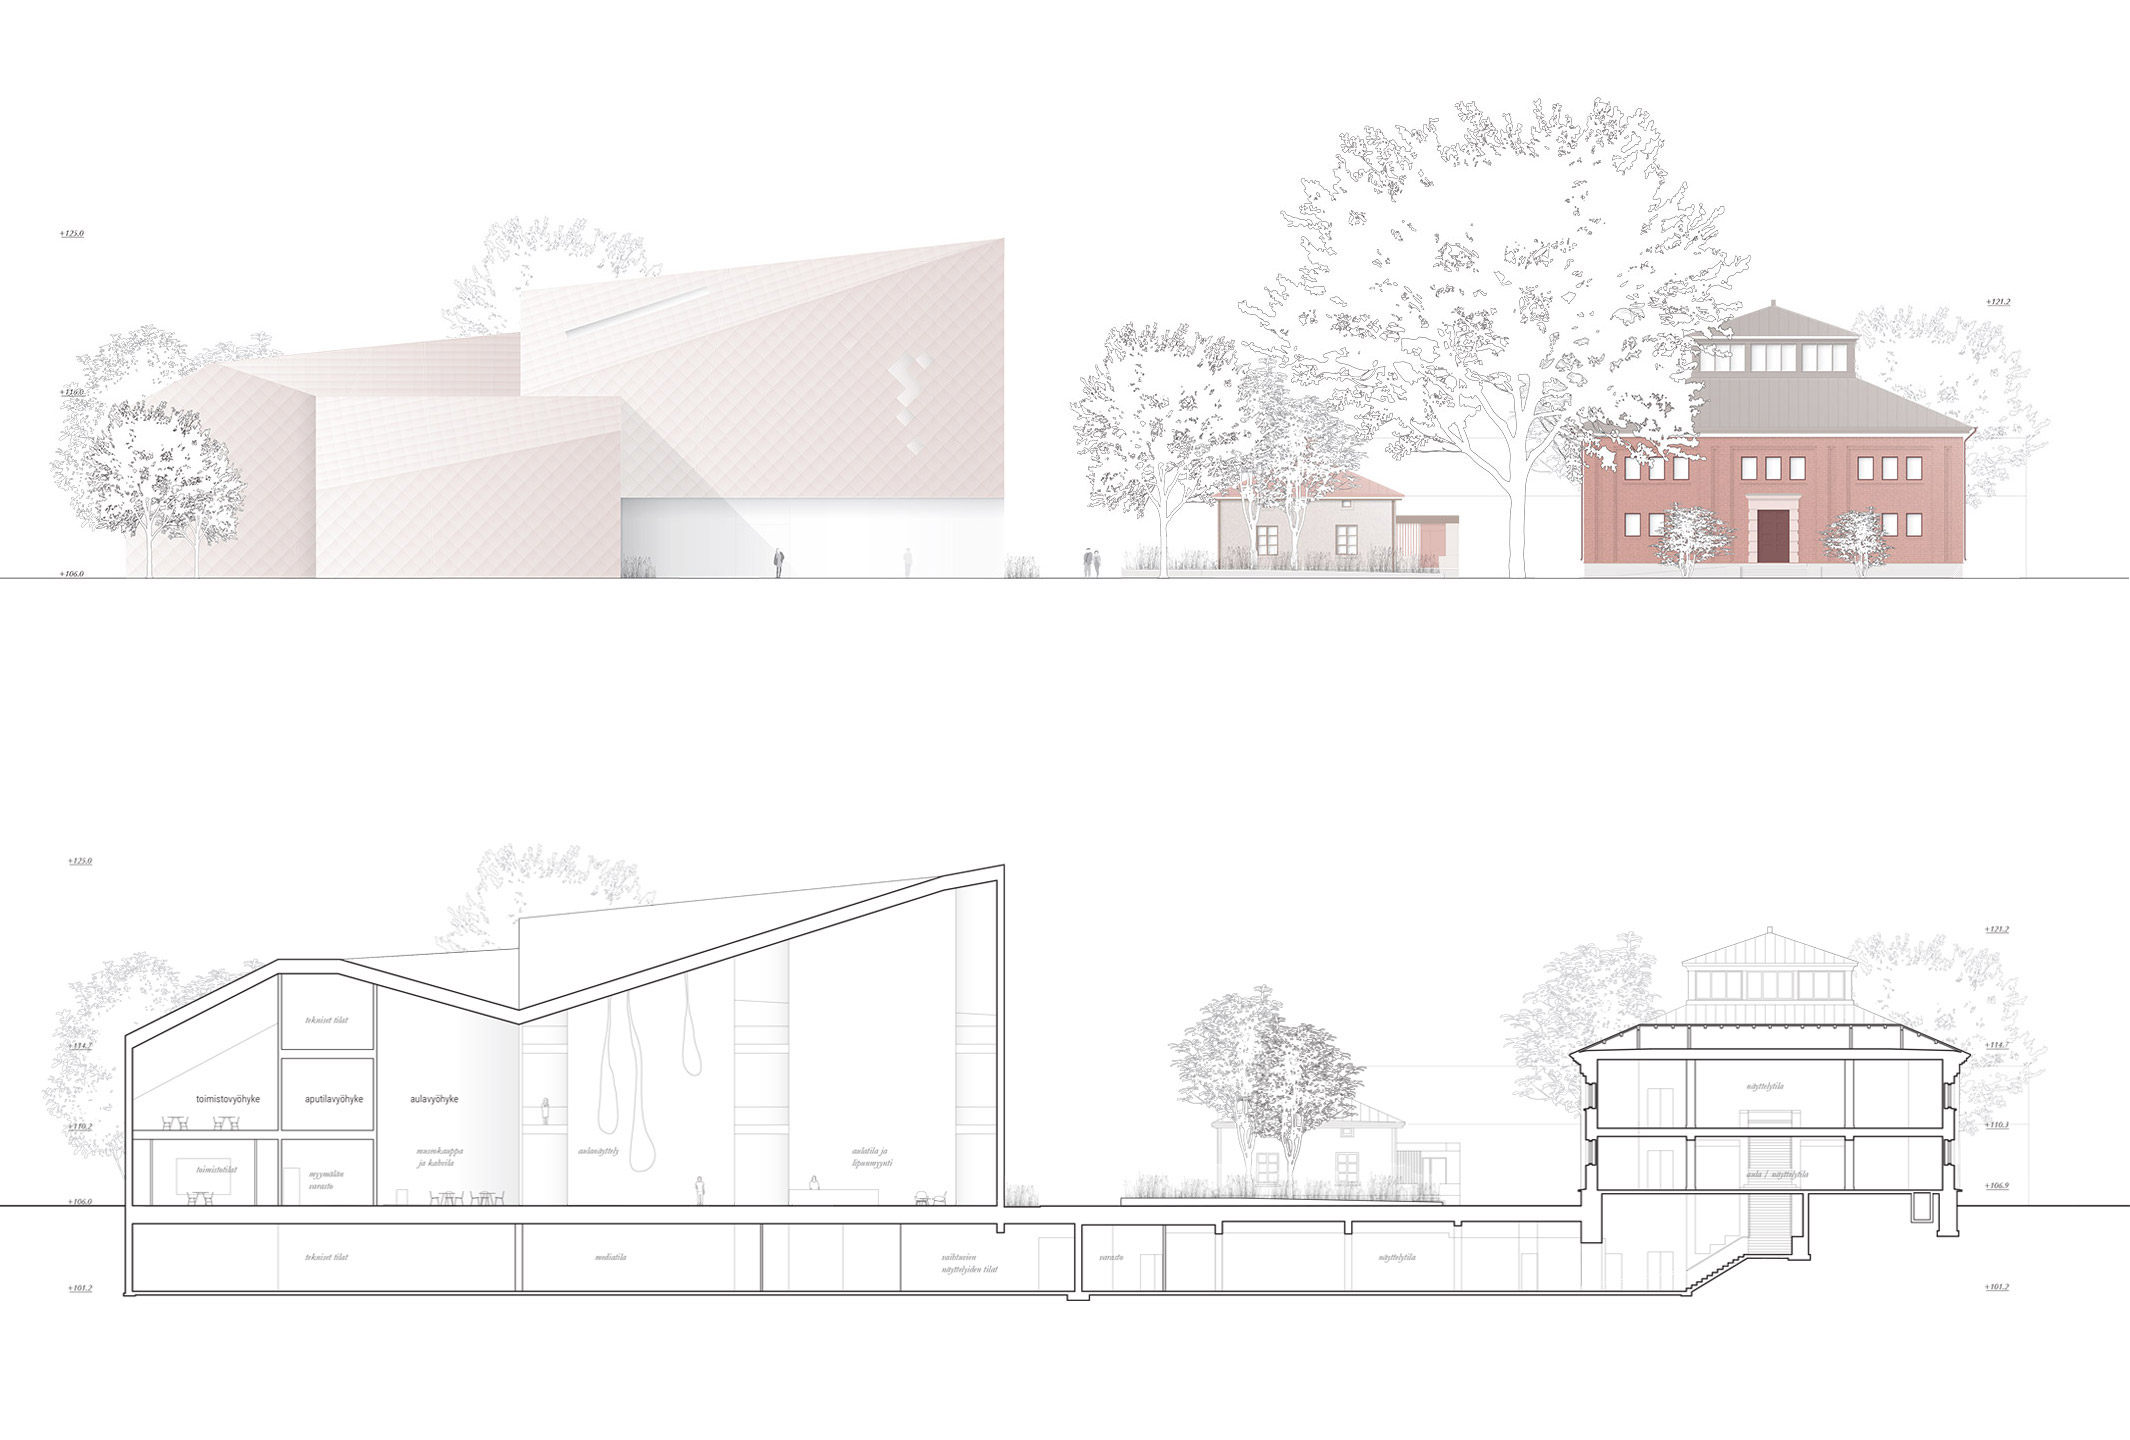 +125.0
+121.2
+116.0
+106.0
+125.0
+121.2
tekniset tilat
+114.7
+114.7
näyttelytila
toimistovyöhyke
aputilavyöhyke
aulavyöhyke
+110.2
+110.3
museokauppa
ja kahvila
aulanäyttely
aulatila ja
lipunmyynti
toimistotilat
myymälän
varasto
aula / näyttelytila
+106.0
+106.9
tekniset tilat
mediatila
vaihtuvien
näyttelyiden tilat
varasto
näyttelytila
+101.2
+101.2